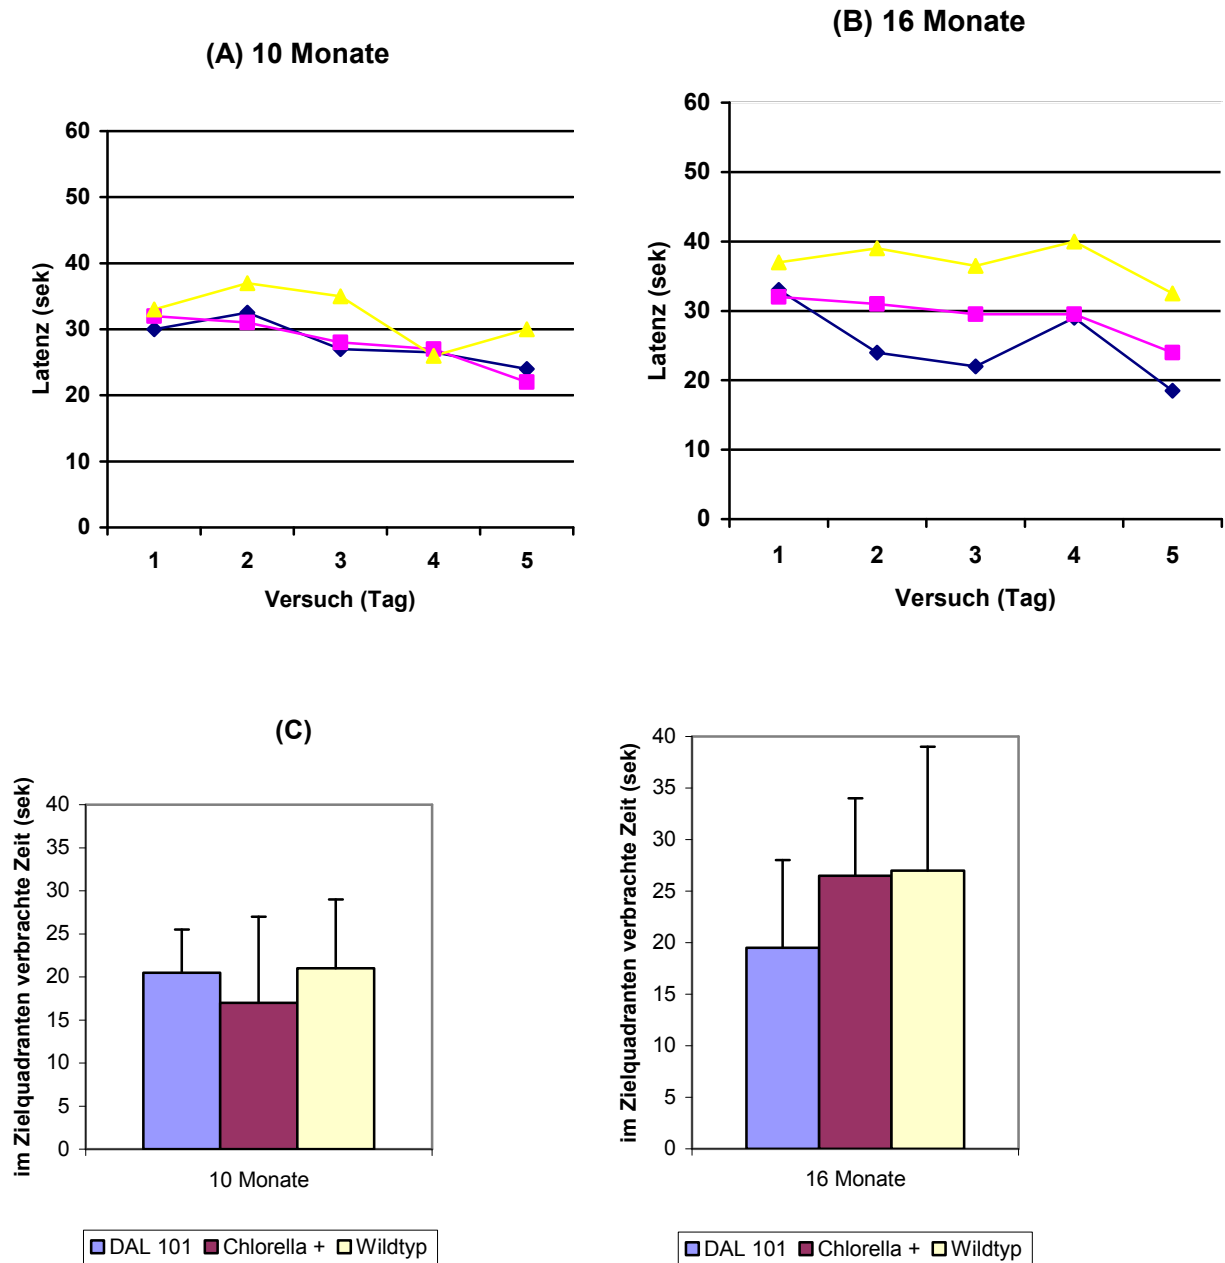 (A) 10 Monate
60
50
40
30
20
10
0
Latenz (sek)
1 2 3 4 5
Versuch (Tag)
(B) 16 Monate
60
50
40
30
20
10
0
Latenz (sek)
1 2 3 4 5
Versuch (Tag)
(C)
im Zielquadranten verbrachte Zeit (sek)
40
35
30
25
20
15
10
5
0
10 Monate
DAL 101 Chlorella + Wildtyp
im Zielquadranten verbrachte Zeit (sek)
40
35
30
25
20
15
10
5
0
16 Monate
DAL 101 Chlorella + Wildtyp